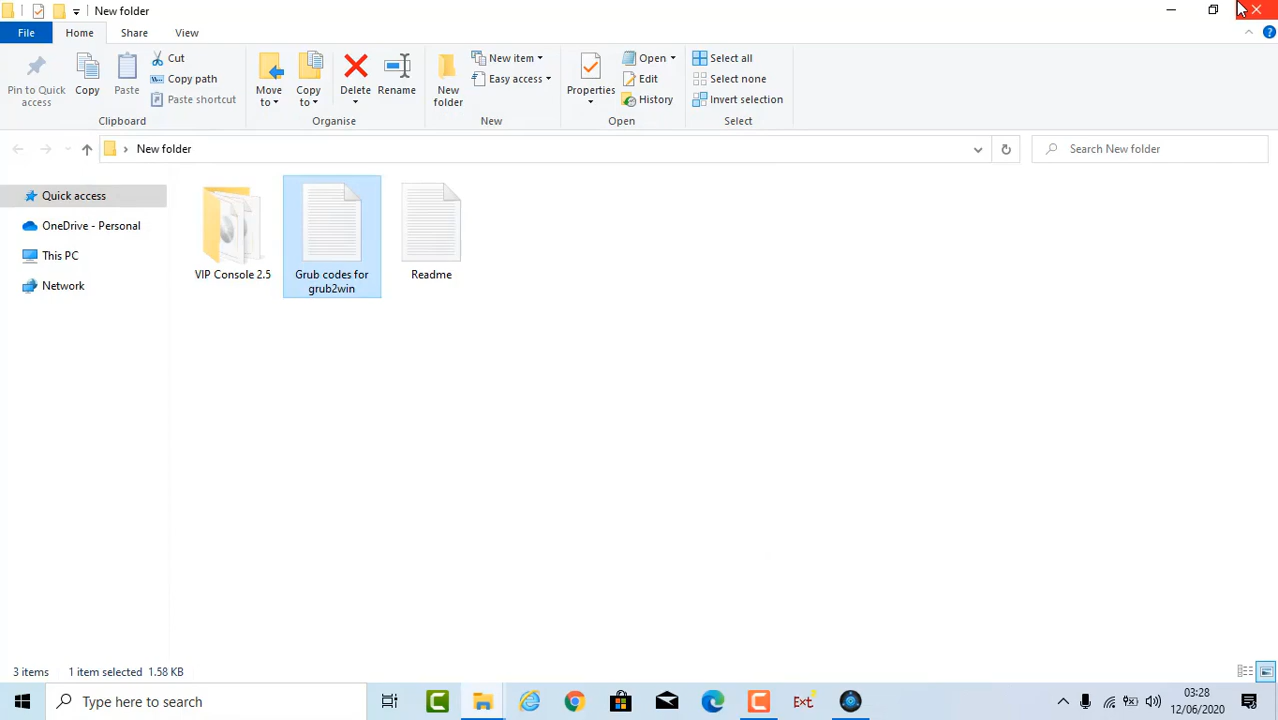 New folder
File Home Share View
Pin to Quick access
Copy
Paste
Cut
Copy path
Paste shortcut
Clipboard
Move to
Copy to
Delete
Rename
Organise
New folder
New item
Easy access
New
Properties
Open
Edit
History
Open
Select all
Select none
Invert selection
Select
New folder
Search New folder
Quick access
OneDrive - Personal
This PC
Network
VIP Console 2.5
Grub codes for
grub2win
Readme
3 items 1 item selected 1.58 KB
Type here to search
Ext
03:28
12/06/2020